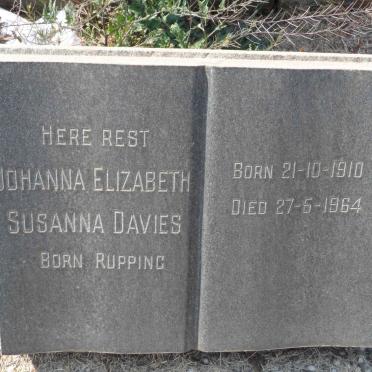 HERE REST
JOHANNA ELIZABETH
SUSANNA DAVIES
BORN RUPPING
BORN 21-10-1910
DIED 27-5-1964